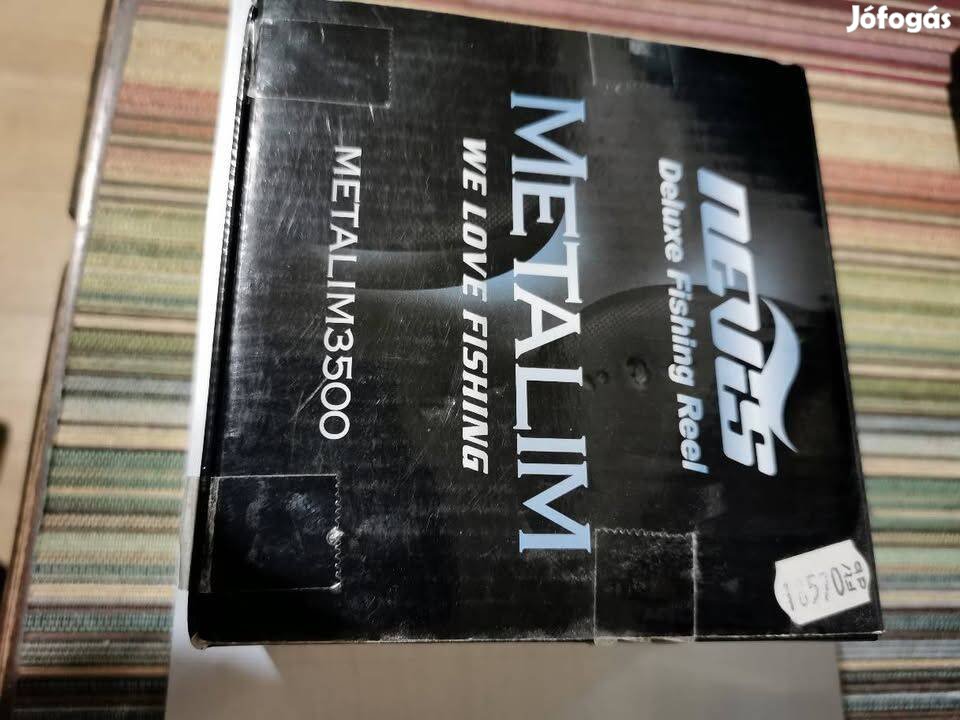 Jófogás
nevis
Deluxe Fishing Reel
METALIM
WE LOVE FISHING
METALIM3500